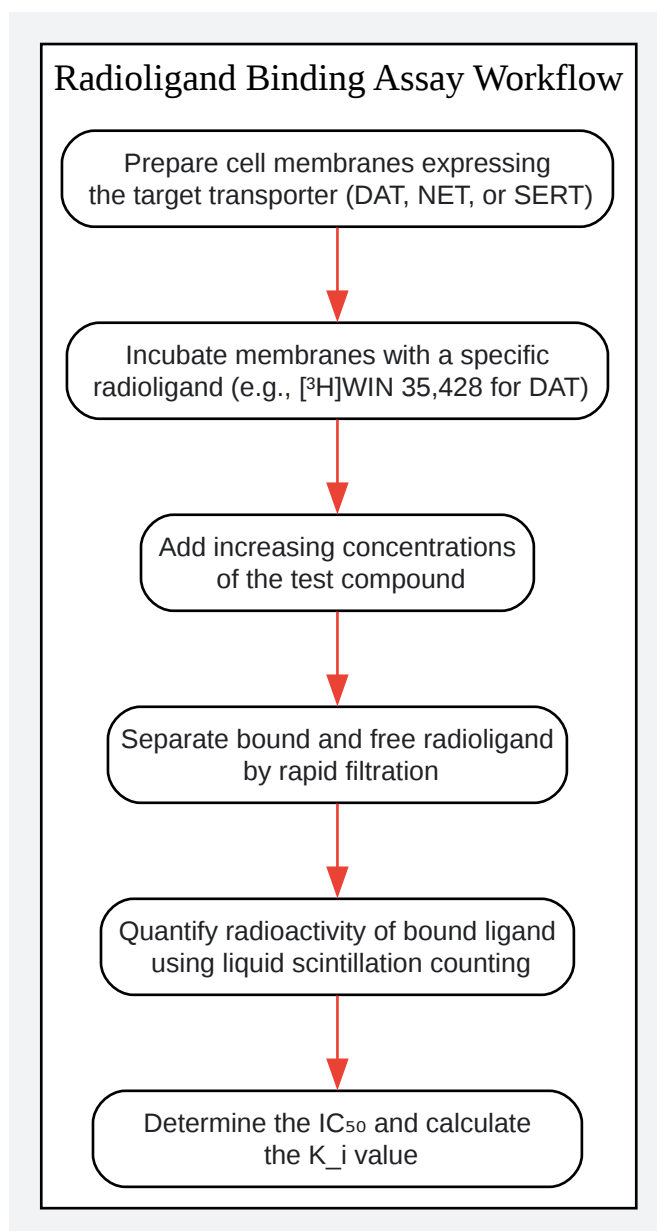 Radioligand Binding Assay Workflow
Prepare cell membranes expressing
the target transporter (DAT, NET, or SERT)
Incubate membranes with a specific
radioligand (e.g., [³H]WIN 35,428 for DAT)
Add increasing concentrations
of the test compound
Separate bound and free radioligand
by rapid filtration
Quantify radioactivity of bound ligand
using liquid scintillation counting
Determine the IC₅₀ and calculate
the K_i value